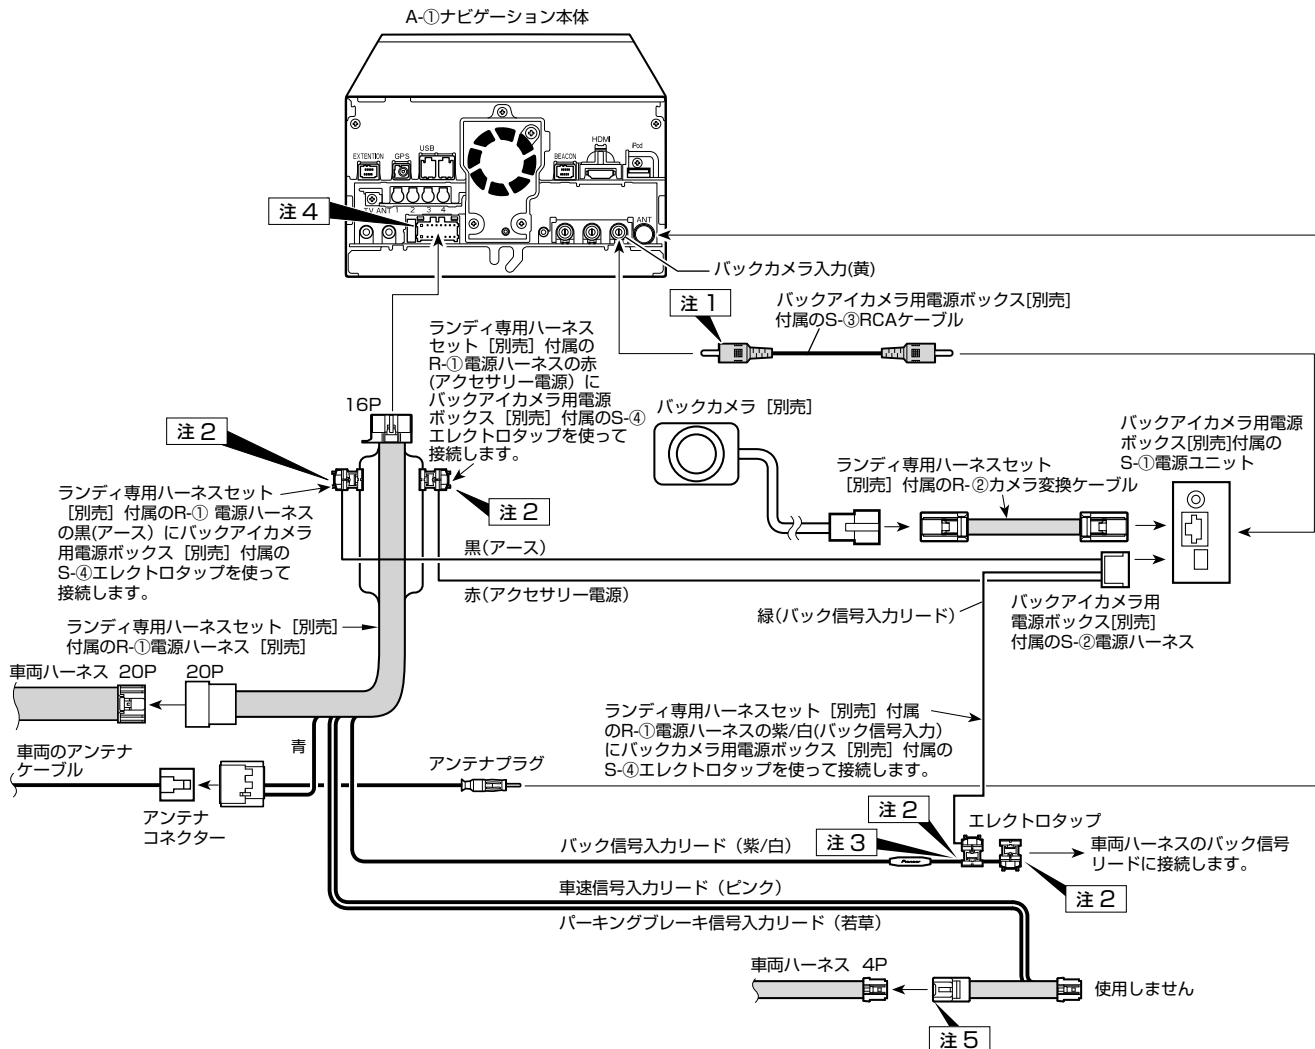 A-①ナビゲーション本体
EXTENTION
GPS
USB
BEACON
HDMI
iPod
TV ANT 1 2 3 4
ANT
注 4
バックカメラ入力(黄)
注 1
バックアイカメラ用電源ボックス[別売]
付属のS-③RCAケーブル
ランディ専用ハーネス
セット［別売］付属の
R-①電源ハーネスの赤
(アクセサリー電源）に
バックアイカメラ用電源
ボックス［別売］付属のS-④
エレクトロタップを使って
接続します。
16P
注 2
注 2
バックカメラ［別売］
バックアイカメラ用電源
ボックス[別売]付属の
S-①電源ユニット
ランディ専用ハーネスセット
［別売］付属のR-②カメラ変換ケーブル
ランディ専用ハーネスセット
［別売］付属のR-① 電源ハーネス
の黒(アース）にバックアイカメラ
用電源ボックス［別売］付属の
S-④エレクトロタップを使って
接続します。
黒(アース)
赤(アクセサリー電源)
緑(バック信号入力リード)
バックアイカメラ用
電源ボックス[別売]
付属のS-②電源ハーネス
ランディ専用ハーネスセット［別売］
付属のR-①電源ハーネス［別売］
車両ハーネス 20P
20P
青
車両のアンテナ
ケーブル
アンテナ
コネクター
アンテナプラグ
ランディ専用ハーネスセット［別売］付属
のR-①電源ハーネスの紫/白(バック信号入力)
にバックカメラ用電源ボックス［別売］付属の
S-④エレクトロタップを使って接続します。
注 2
注 3
エレクトロタップ
バック信号入力リード（紫/白）
Pioneer
車両ハーネスのバック信号
リードに接続します。
注 2
車速信号入力リード（ピンク）
パーキングブレーキ信号入力リード（若草）
車両ハーネス 4P
使用しません
注 5